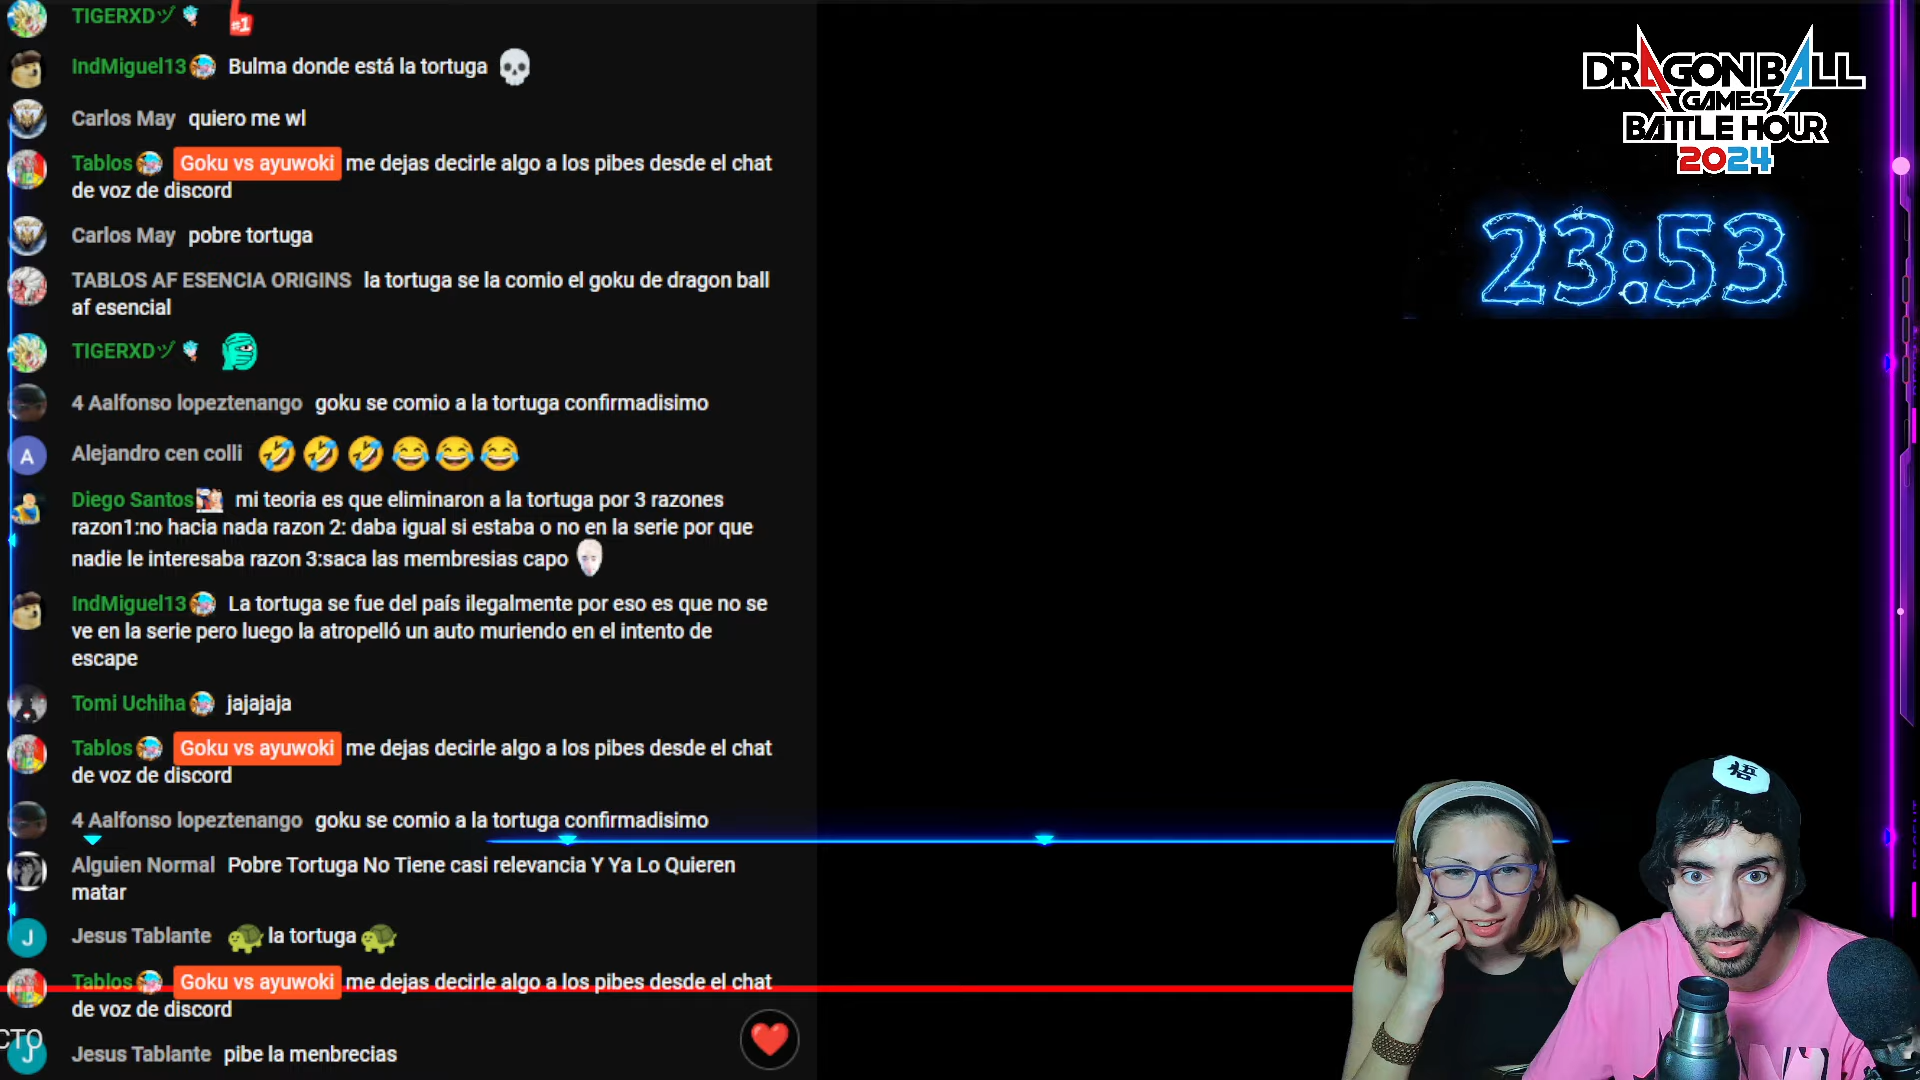 TIGERXDヅ #1
IndMiguel13 Bulma donde está la tortuga
Carlos May quiero me wl
Tablos Goku vs ayuwoki me dejas decirle algo a los pibes desde el chat
de voz de discord
Carlos May pobre tortuga
TABLOS AF ESENCIA ORIGINS la tortuga se la comio el goku de dragon ball
af esencial
TIGERXDヅ
4 Aalfonso lopeztenango goku se comio a la tortuga confirmadisimo
A Alejandro cen colli
Diego Santos mi teoria es que eliminaron a la tortuga por 3 razones
razon1:no hacia nada razon 2: daba igual si estaba o no en la serie por que
nadie le interesaba razon 3:saca las membresias capo
IndMiguel13 La tortuga se fue del país ilegalmente por eso es que no se
ve en la serie pero luego la atropelló un auto muriendo en el intento de
escape
Tomi Uchiha jajajaja
Tablos Goku vs ayuwoki me dejas decirle algo a los pibes desde el chat
de voz de discord
4 Aalfonso lopeztenango goku se comio a la tortuga confirmadisimo
Alguien Normal Pobre Tortuga No Tiene casi relevancia Y Ya Lo Quieren
matar
J Jesus Tablante la tortuga
Tablos Goku vs ayuwoki me dejas decirle algo a los pibes desde el chat
de voz de discord
CTO
J Jesus Tablante pibe la menbrecias
DRAGON BALL
GAMES
BATTLE HOUR
2024
23:53
悟